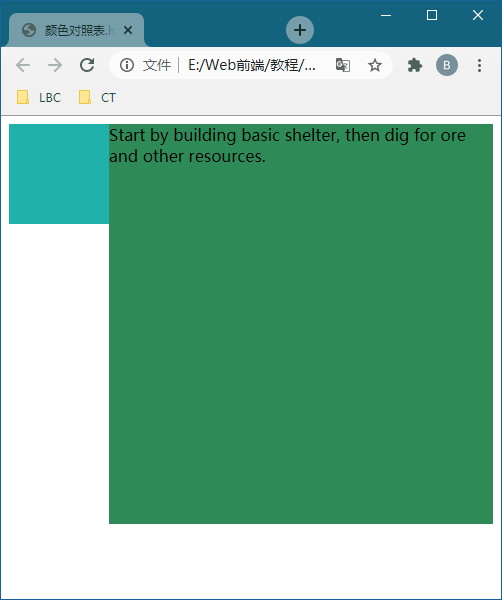 颜色对照表.h
文件
E:/Web前端/教程/...
B
LBC
CT
Start by building basic shelter, then dig for ore
and other resources.